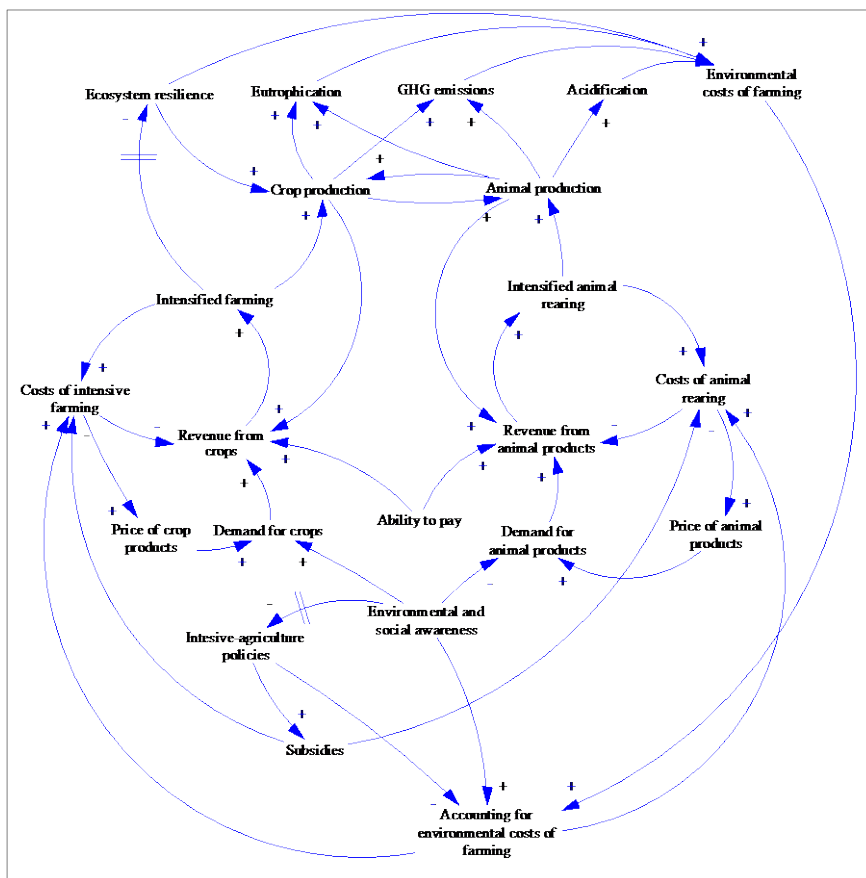 Environmental
costs of farming
Ecosystem resilience
Eutrophication
GHG emissions
Acidification
Crop production
Animal production
Intensified farming
Intensified animal
rearing
Costs of intensive
farming
Costs of animal
rearing
Revenue from
crops
Revenue from
animal products
Ability to pay
Price of crop
products
Demand for crops
Demand for
animal products
Price of animal
products
Environmental and
social awareness
Intesive-agriculture
policies
Subsidies
Accounting for
environmental costs of
farming